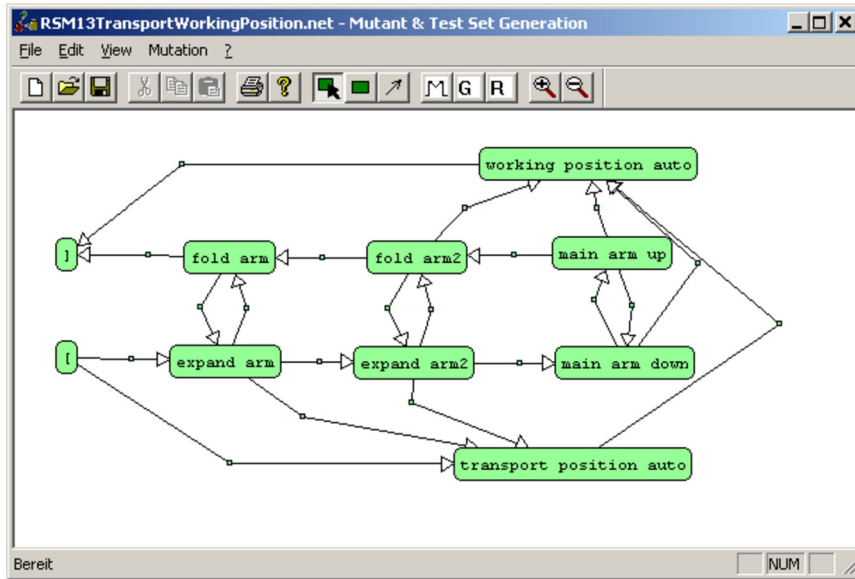 RSM13TransportWorkingPosition.net - Mutant & Test Set Generation
File Edit View Mutation ?
M G R
working position auto
] fold arm fold arm2 main arm up
[ expand arm expand arm2 main arm down
transport position auto
Bereit NUM